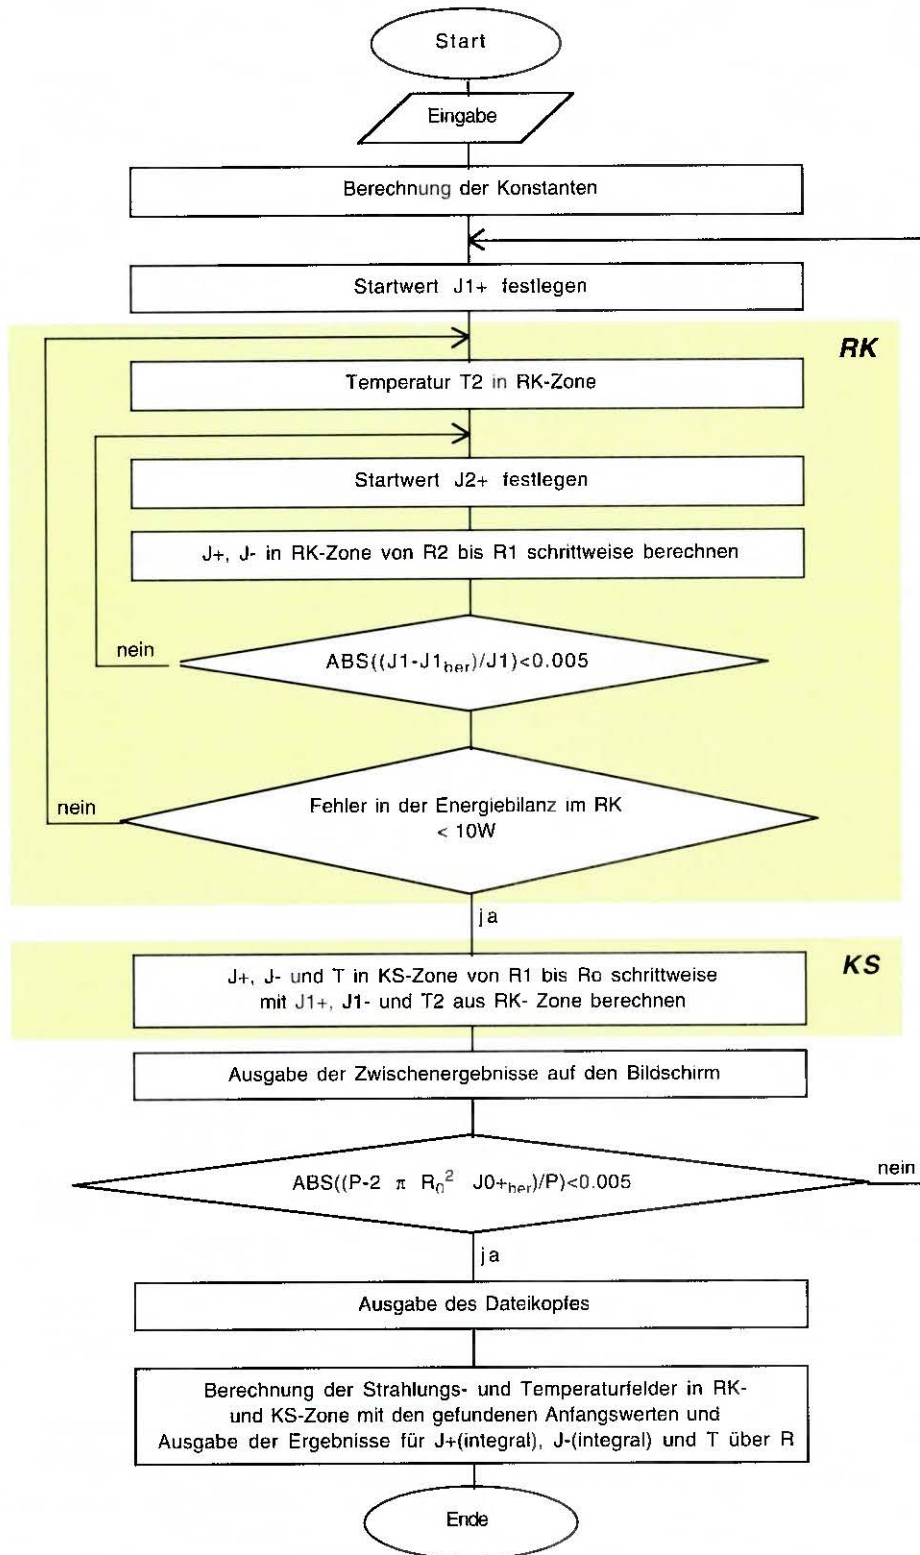 Start
Eingabe
Berechnung der Konstanten
Startwert J1+ festlegen
RK
Temperatur T2 in RK-Zone
Startwert J2+ festlegen
J+, J- in RK-Zone von R2 bis R1 schrittweise berechnen
nein
ABS((J1-J1ber)/J1)<0.005
nein
Fehler in der Energiebilanz im RK
< 10W
ja
KS
J+, J- und T in KS-Zone von R1 bis Ro schrittweise
mit J1+, J1- und T2 aus RK- Zone berechnen
Ausgabe der Zwischenergebnisse auf den Bildschirm
nein
ABS((P-2 π R₀² J0+ber)/P)<0.005
ja
Ausgabe des Dateikopfes
Berechnung der Strahlungs- und Temperaturfelder in RK-
und KS-Zone mit den gefundenen Anfangswerten und
Ausgabe der Ergebnisse für J+(integral), J-(integral) und T über R
Ende